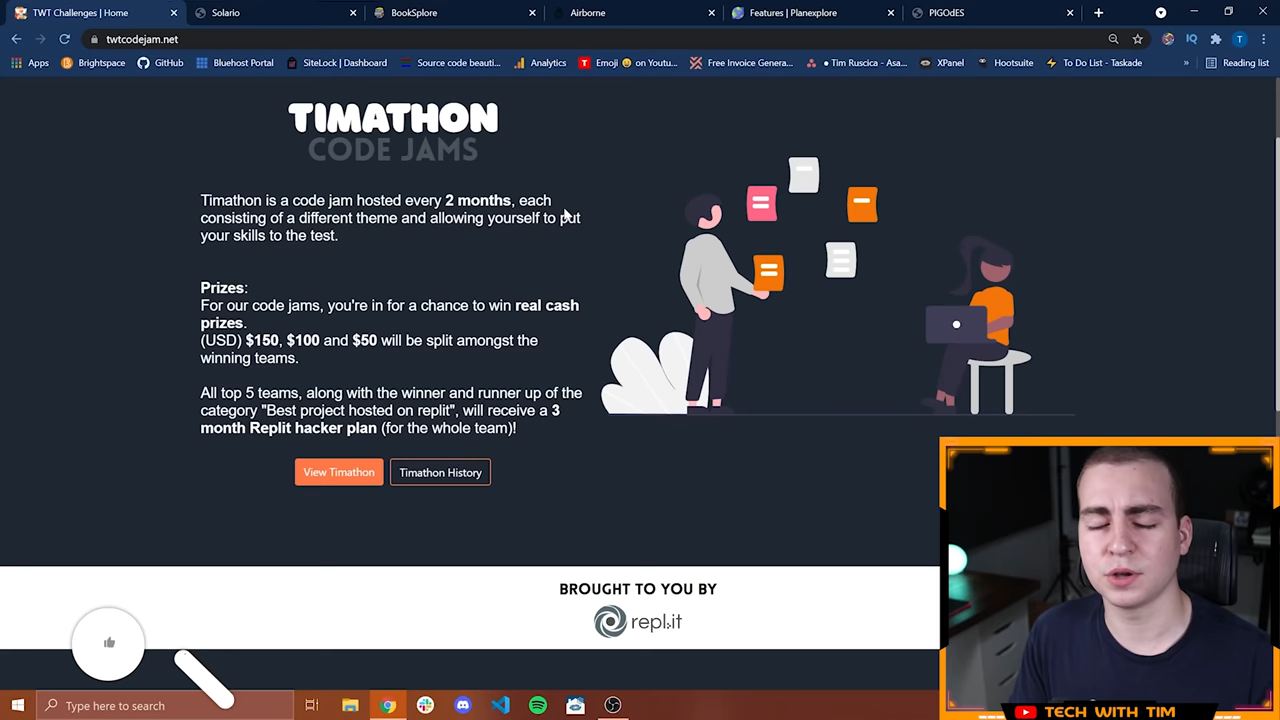 TWT Challenges | Home
Solario
BookSplore
Airborne
Features | Planexplore
PIGOdES
twtcodejam.net
Apps
Brightspace
GitHub
Bluehost Portal
SiteLock | Dashboard
Source code beauti...
Analytics
Emoji 😀 on Youtu...
Free Invoice Genera...
• Tim Ruscica - Asa...
XPanel
Hootsuite
To Do List - Taskade
»
Reading list
TIMATHON
CODE JAMS
Timathon is a code jam hosted every 2 months, each
consisting of a different theme and allowing yourself to put
your skills to the test.
Prizes:
For our code jams, you're in for a chance to win real cash
prizes.
(USD) $150, $100 and $50 will be split amongst the
winning teams.
All top 5 teams, along with the winner and runner up of the
category "Best project hosted on replit", will receive a 3
month Replit hacker plan (for the whole team)!
View Timathon
Timathon History
BROUGHT TO YOU BY
repl.it
Type here to search
TECH WITH TIM